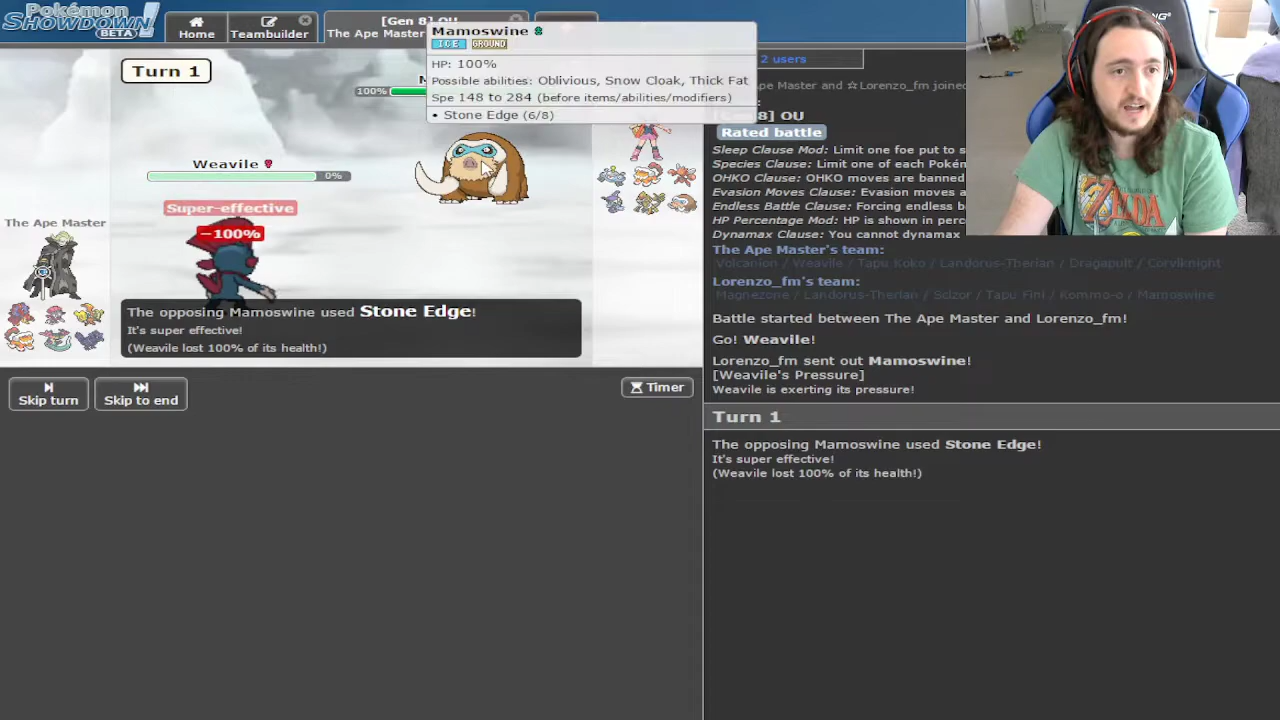 Pokémon
SHOWDOWN!
BETA
Home
Teambuilder
[Gen 8] OU
The Ape Master
Mamoswine
ICE GROUND
HP: 100%
Possible abilities: Oblivious, Snow Cloak, Thick Fat
Spe 148 to 284 (before items/abilities/modifiers)
• Stone Edge (6/8)
Turn 1
100%
Weavile
0%
Super-effective
−100%
The Ape Master
The opposing Mamoswine used Stone Edge!
It's super effective!
(Weavile lost 100% of its health!)
Skip turn
Skip to end
Timer
2 users
Ape Master and ☆Lorenzo_fm joined
[Gen 8] OU
Rated battle
Sleep Clause Mod: Limit one foe put to s
Species Clause: Limit one of each Pokém
OHKO Clause: OHKO moves are banned
Evasion Moves Clause: Evasion moves a
Endless Battle Clause: Forcing endless b
HP Percentage Mod: HP is shown in perc
Dynamax Clause: You cannot dynamax
The Ape Master's team:
Volcanion / Weavile / Tapu Koko / Landorus-Therian / Dragapult / Corviknight
Lorenzo_fm's team:
Magnezone / Landorus-Therian / Scizor / Tapu Fini / Kommo-o / Mamoswine
Battle started between The Ape Master and Lorenzo_fm!
Go! Weavile!
Lorenzo_fm sent out Mamoswine!
[Weavile's Pressure]
Weavile is exerting its pressure!
Turn 1
The opposing Mamoswine used Stone Edge!
It's super effective!
(Weavile lost 100% of its health!)